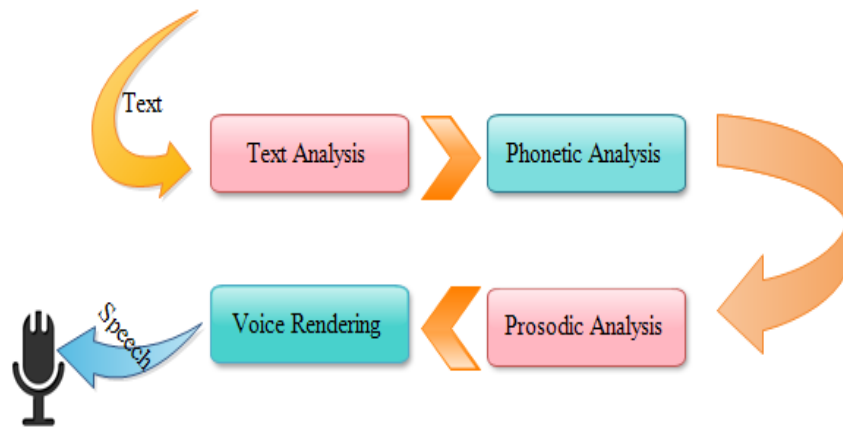 Text
Text Analysis
Phonetic Analysis
Prosodic Analysis
Voice Rendering
Speech